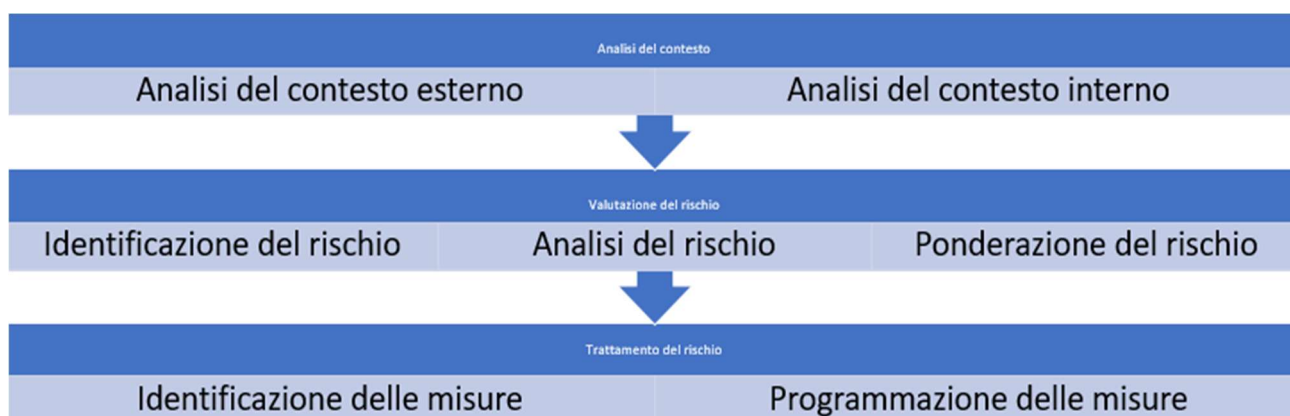 Analisi del contesto
Analisi del contesto esterno Analisi del contesto interno
Valutazione del rischio
Identificazione del rischio Analisi del rischio Ponderazione del rischio
Trattamento del rischio
Identificazione delle misure Programmazione delle misure